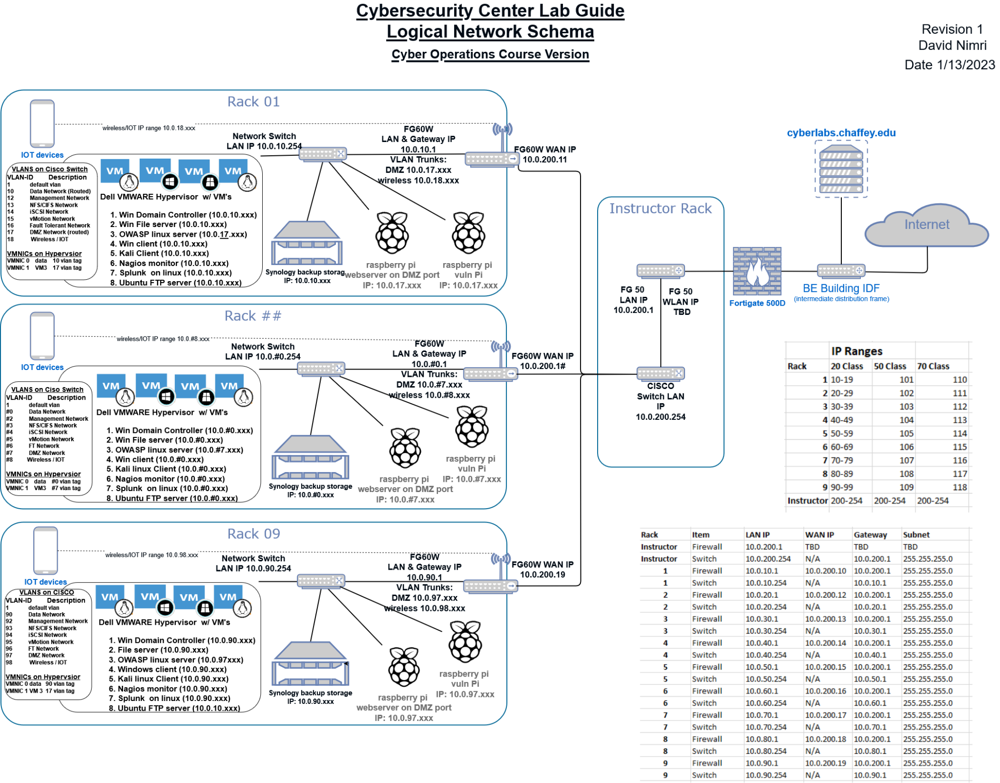 Cybersecurity Center Lab Guide
Logical Network Schema
Cyber Operations Course Version
Revision 1
David Nimri
Date 1/13/2023
Rack 01
wireless/IOT IP range 10.0.18.xxx
IOT devices
Network Switch
LAN IP 10.0.10.254
FG60W
LAN & Gateway IP
10.0.10.1
VLAN Trunks:
DMZ 10.0.17.xxx
wireless 10.0.18.xxx
FG60W WAN IP
10.0.200.11
VLANS on Cisco Switch
VLAN-ID Description
1 default vlan
10 Data Network (Routed)
12 Management Network
13 NFS/CIFS Network
14 iSCSI Network
15 vMotion Network
16 Fault Tolerant Network
17 DMZ Network (routed)
18 Wireless / IOT
VMNICs on Hypervsior
VMNIC 0 data 10 vlan tag
VMNIC 1 VM3 17 vlan tag
VM VM VM VM
Dell VMWARE Hypervisor w/ VM's
1. Win Domain Controller (10.0.10.xxx)
2. Win File server (10.0.10.xxx)
3. OWASP linux server (10.0.17.xxx)
4. Win client (10.0.10.xxx)
5. Kali Client (10.0.10.xxx)
6. Nagios monitor (10.0.10.xxx)
7. Splunk on linux (10.0.10.xxx)
8. Ubuntu FTP server (10.0.10.xxx)
Synology backup storag
IP: 10.0.10.xxx
raspberry pi
webserver on DMZ port
IP: 10.0.17.xxx
raspberry pi
vuln Pi
IP: 10.0.17.xxx
Rack ##
wireless/IOT IP range 10.0.#8.xxx
IOT devices
Network Switch
LAN IP 10.0.#0.254
FG60W
LAN & Gateway IP
10.0.#0.1
VLAN Trunks:
DMZ 10.0.#7.xxx
wireless 10.0.#8.xxx
FG60W WAN IP
10.0.200.1#
VLANS on Ciso Switch
VLAN-ID Description
1 default vlan
#0 Data Network
#2 Management Network
#3 NFS/CIFS Network
#4 iSCSI Network
#5 vMotion Network
#6 FT Network
#7 DMZ Network
#8 Wireless / IOT
VMNICs on Hypervsior
VMNIC 0 data #0 vlan tag
VMNIC 1 VM3 #7 vlan tag
VM VM VM VM
Dell VMWARE Hypervisor w/ VM's
1. Win Domain Controller (10.0.#0.xxx)
2. Win File server (10.0.#0.xxx)
3. OWASP linux server (10.0.#7.xxx)
4. Win client (10.0.#0.xxx)
5. Kali linux Client (10.0.#0.xxx)
6. Nagios monitor (10.0.#0.xxx)
7. Splunk on linux (10.0.#0.xxx)
8. Ubuntu FTP server (10.0.#0.xxx)
Synology backup storage
IP: 10.0.#0.xxx
raspberry pi
webserver on DMZ port
IP: 10.0.#7.xxx
raspberry pi
vuln Pi
IP: 10.0.#7.xxx
Rack 09
wireless/IOT IP range 10.0.98.xxx
IOT devices
Network Switch
LAN IP 10.0.90.254
FG60W
LAN & Gateway IP
10.0.90.1
VLAN Trunks:
DMZ 10.0.97.xxx
wireless 10.0.98.xxx
FG60W WAN IP
10.0.200.19
VLANS on CISCO
VLAN-ID Description
1 default vlan
90 Data Network
92 Management Network
93 NFS/CIFS Network
94 iSCSI Network
95 vMotion Network
96 FT Network
97 DMZ Network
98 Wireless / IOT
VMNICs on Hypervsior
VMNIC 0 data 90 vlan tag
VMNIC 1 VM 3 17 vlan tag
VM VM VM VM
Dell VMWARE Hypervisor w/ VM's
1. Win Domain Controller (10.0.90.xxx)
2. File server (10.0.90.xxx)
3. OWASP linux server (10.0.97xxx)
4. Windows client (10.0.90.xxx)
5. Kali linux Client (10.0.90.xxx)
6. Nagios monitor (10.0.90.xxx)
7. Splunk on linux (10.0.90.xxx)
8. Ubuntu FTP server (10.0.10.xxx)
Synology backup storage
IP: 10.0.90.xxx
raspberry pi
webserver on DMZ port
IP: 10.0.97.xxx
raspberry pi
vuln Pi
IP: 10.0.97.xxx
Instructor Rack
FG 50
LAN IP
10.0.200.1
FG 50
WLAN IP
TBD
CISCO
Switch LAN
IP
10.0.200.254
Fortigate 500D
cyberlabs.chaffey.edu
Internet
BE Building IDF
(intermediate distribution frame)
IP Ranges
Rack 20 Class 50 Class 70 Class
1 10-19 101 110
2 20-29 102 111
3 30-39 103 112
4 40-49 104 113
5 50-59 105 114
6 60-69 106 115
7 70-79 107 116
8 80-89 108 117
9 90-99 109 118
Instructor 200-254 200-254 200-254
Rack Item LAN IP WAN IP Gateway Subnet
Instructor Firewall 10.0.200.1 TBD TBD TBD
Instructor Switch 10.0.200.254 N/A 10.0.200.1 255.255.255.0
1 Firewall 10.0.10.1 10.0.200.10 10.0.200.1 255.255.255.0
1 Switch 10.0.10.254 N/A 10.0.10.1 255.255.255.0
2 Firewall 10.0.20.1 10.0.200.12 10.0.200.1 255.255.255.0
2 Switch 10.0.20.254 N/A 10.0.20.1 255.255.255.0
3 Firewall 10.0.30.1 10.0.200.13 10.0.200.1 255.255.255.0
3 Switch 10.0.30.254 N/A 10.0.30.1 255.255.255.0
4 Firewall 10.0.40.1 10.0.200.14 10.0.200.1 255.255.255.0
4 Switch 10.0.40.254 N/A 10.0.40.1 255.255.255.0
5 Firewall 10.0.50.1 10.0.200.15 10.0.200.1 255.255.255.0
5 Switch 10.0.50.254 N/A 10.0.50.1 255.255.255.0
6 Firewall 10.0.60.1 10.0.200.16 10.0.200.1 255.255.255.0
6 Switch 10.0.60.254 N/A 10.0.60.1 255.255.255.0
7 Firewall 10.0.70.1 10.0.200.17 10.0.200.1 255.255.255.0
7 Switch 10.0.70.254 N/A 10.0.70.1 255.255.255.0
8 Firewall 10.0.80.1 10.0.200.18 10.0.200.1 255.255.255.0
8 Switch 10.0.80.254 N/A 10.0.80.1 255.255.255.0
9 Firewall 10.0.90.1 10.0.200.19 10.0.200.1 255.255.255.0
9 Switch 10.0.90.254 N/A 10.0.90.1 255.255.255.0